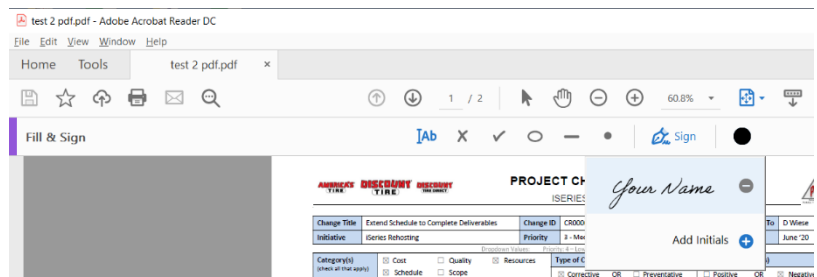 test 2 pdf.pdf - Adobe Acrobat Reader DC
File Edit View Window Help
Home Tools test 2 pdf.pdf ×
1 / 2 60.8%
Fill & Sign IAb Sign
AMERICA'S TIRE DISCOUNT TIRE DISCOUNT TIRE DIRECT PROJECT CH
ISERIES
Your Name
Add Initials
Change Title Extend Schedule to Complete Deliverables Change ID CR000 To D Wiese
Initiative iSeries Rehosting Priority 3 - Med June '20
Dropdown Values: Priority: 4 - Low
Category(s) Cost Quality Resources Type of C
(check all that apply) Schedule Scope Corrective OR Preventative Positive OR Negative